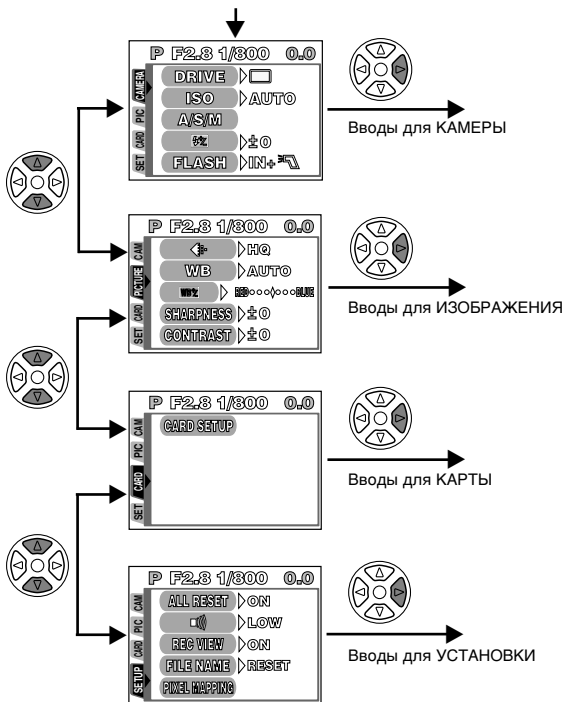 P F2.8 1/800 0.0
CAMERA
PIC
CARD
SET
DRIVE
ISO AUTO
A/S/M
±0
FLASH IN+
Вводы для КАМЕРЫ
P F2.8 1/800 0.0
CAM
PICTURE
CARD
SET
HQ
WB AUTO
WB RED BLUE
SHARPNESS ±0
CONTRAST ±0
Вводы для ИЗОБРАЖЕНИЯ
P F2.8 1/800 0.0
CAM
PIC
CARD
SET
CARD SETUP
Вводы для КАРТЫ
P F2.8 1/800 0.0
CAM
PIC
CARD
SETUP
ALL RESET ON
LOW
REC VIEW ON
FILE NAME RESET
PIXEL MAPPING
Вводы для УСТАНОВКИ